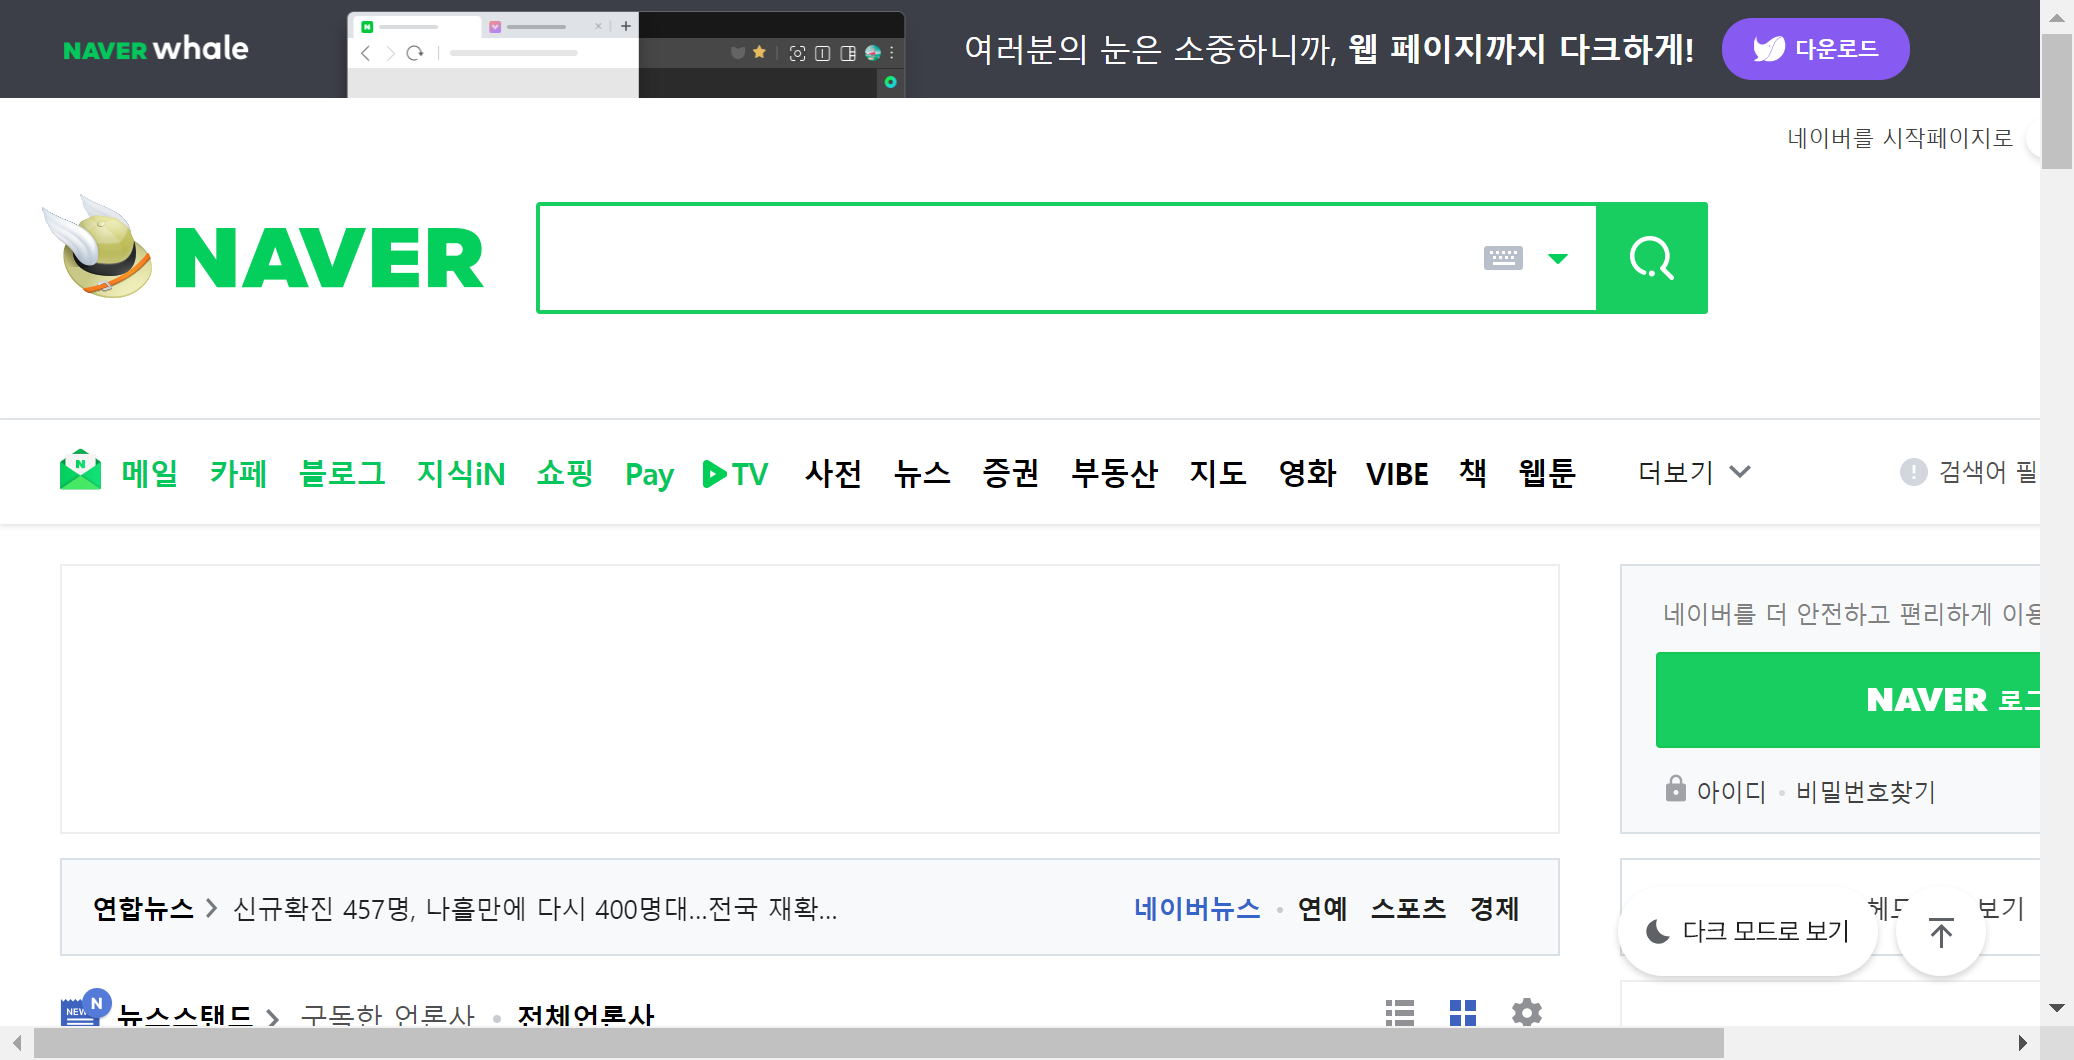 NAVER whale
여러분의 눈은 소중하니까, 웹 페이지까지 다크하게!
다운로드
네이버를 시작페이지로
NAVER
메일 카페 블로그 지식iN 쇼핑 Pay TV 사전 뉴스 증권 부동산 지도 영화 VIBE 책 웹툰 더보기 검색어
네이버를 더 안전하고 편리하게
NAVER
아이디 · 비밀번호찾기
연합뉴스 > 신규확진 457명, 나흘만에 다시 400명대...전국 재확...
네이버뉴스 · 연예 스포츠 경제
보기
다크 모드로 보기
N
NEW
뉴스스탠드 > 구독한 언론사 · 전체언론사